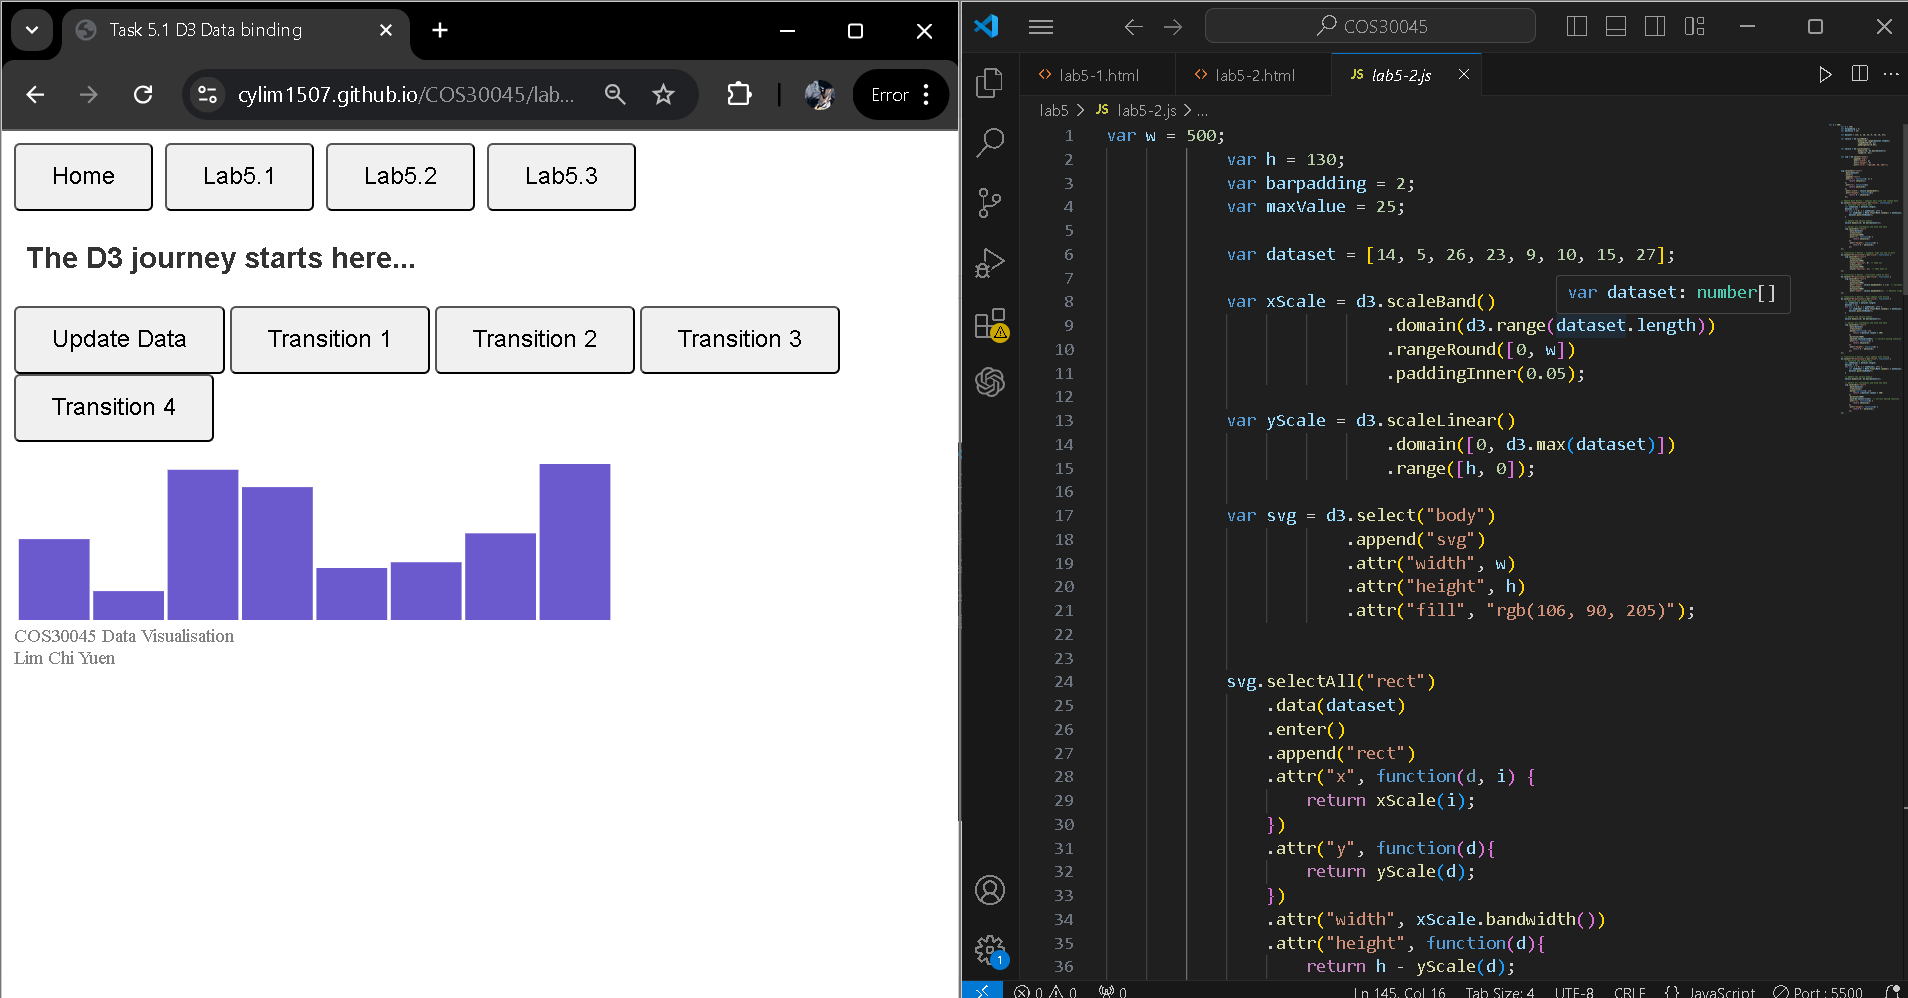 Task 5.1 D3 Data binding
cylim1507.github.io/COS30045/lab...
Error
Home
Lab5.1
Lab5.2
Lab5.3
The D3 journey starts here...
Update Data
Transition 1
Transition 2
Transition 3
Transition 4
COS30045 Data Visualisation
Lim Chi Yuen
COS30045
<> lab5-1.html
<> lab5-2.html
JS lab5-2.js
lab5 > JS lab5-2.js > ...
1 var w = 500;
2 var h = 130;
3 var barpadding = 2;
4 var maxValue = 25;
5
6 var dataset = [14, 5, 26, 23, 9, 10, 15, 27];
7
var dataset: number[]
8 var xScale = d3.scaleBand()
9 .domain(d3.range(dataset.length))
10 .rangeRound([0, w])
11 .paddingInner(0.05);
12
13 var yScale = d3.scaleLinear()
14 .domain([0, d3.max(dataset)])
15 .range([h, 0]);
16
17 var svg = d3.select("body")
18 .append("svg")
19 .attr("width", w)
20 .attr("height", h)
21 .attr("fill", "rgb(106, 90, 205)");
22
23
24 svg.selectAll("rect")
25 .data(dataset)
26 .enter()
27 .append("rect")
28 .attr("x", function(d, i) {
29 return xScale(i);
30 })
31 .attr("y", function(d){
32 return yScale(d);
33 })
34 .attr("width", xScale.bandwidth())
35 .attr("height", function(d){
36 return h - yScale(d);
1
0 0 0 Ln 145, Col 16 Tab Size: 4 UTF-8 CRLF {} JavaScript Port : 5500